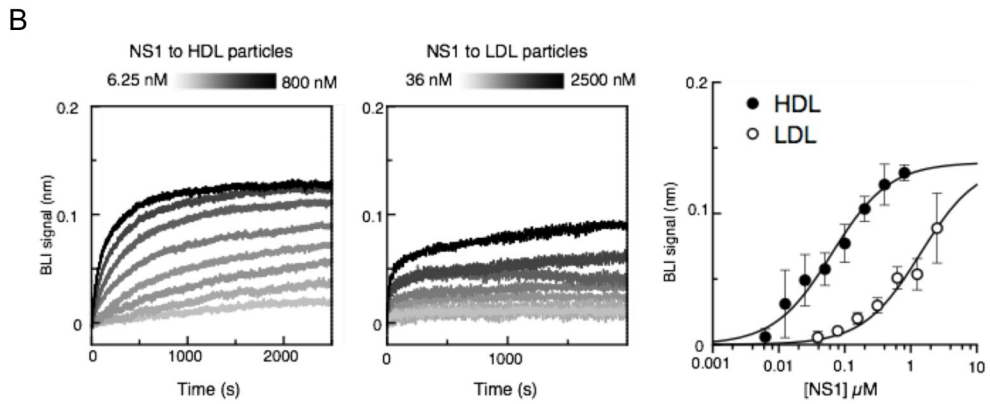 B
NS1 to HDL particles
6.25 nM 800 nM
0.2
0.1
0
BLI signal (nm)
0 1000 2000
Time (s)
NS1 to LDL particles
36 nM 2500 nM
0.2
0.1
0
0 1000
Time (s)
HDL
LDL
0.2
0.1
0
BLI signal (nm)
0.001 0.01 0.1 1 10
[NS1] µM